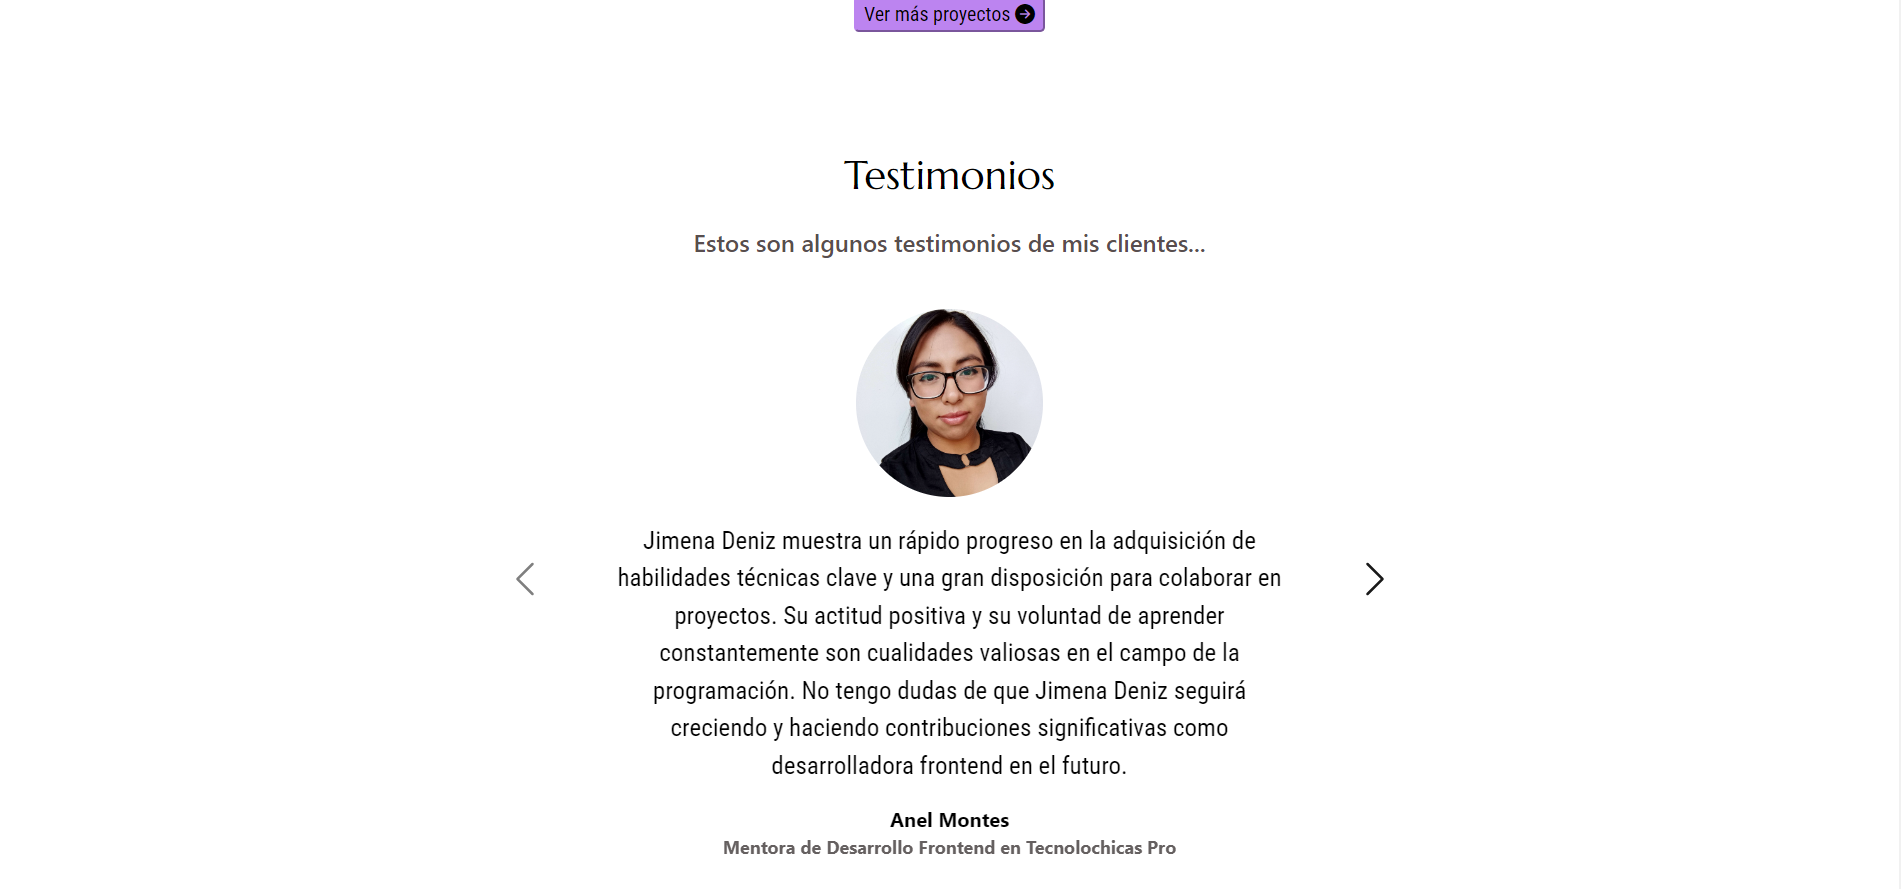 Ver más proyectos
Testimonios
Estos son algunos testimonios de mis clientes...
Jimena Deniz muestra un rápido progreso en la adquisición de
habilidades técnicas clave y una gran disposición para colaborar en
proyectos. Su actitud positiva y su voluntad de aprender
constantemente son cualidades valiosas en el campo de la
programación. No tengo dudas de que Jimena Deniz seguirá
creciendo y haciendo contribuciones significativas como
desarrolladora frontend en el futuro.
Anel Montes
Mentora de Desarrollo Frontend en Tecnolochicas Pro